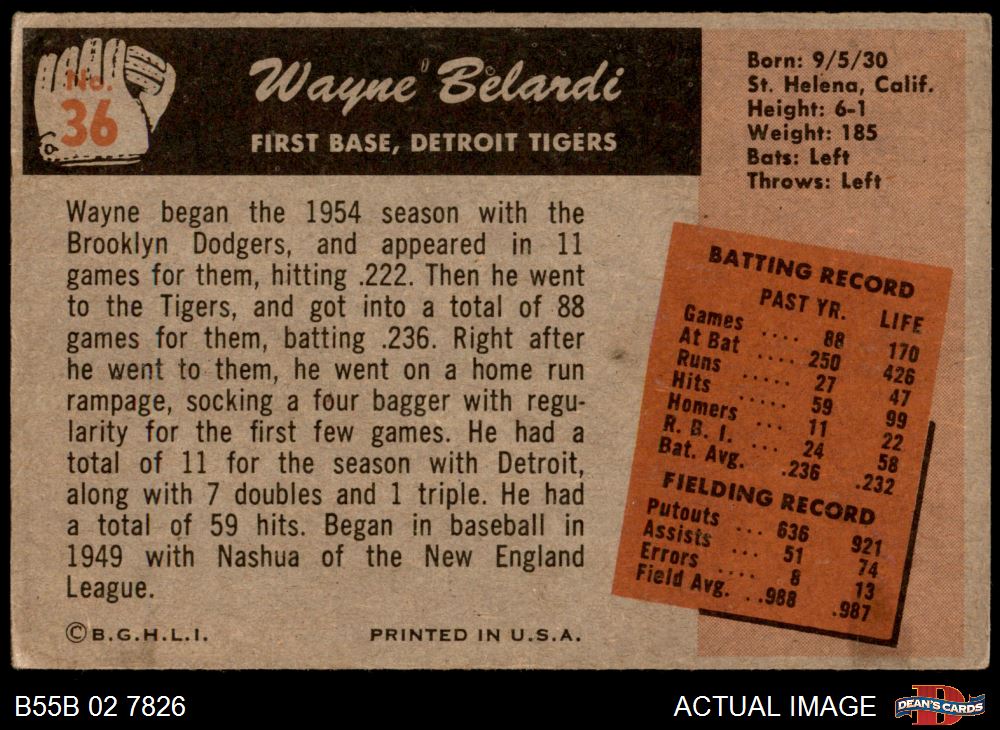 No.
36
Wayne Belardi
FIRST BASE, DETROIT TIGERS
Born: 9/5/30
St. Helena, Calif.
Height: 6-1
Weight: 185
Bats: Left
Throws: Left
Wayne began the 1954 season with the
Brooklyn Dodgers, and appeared in 11
games for them, hitting .222. Then he went
to the Tigers, and got into a total of 88
games for them, batting .236. Right after
he went to them, he went on a home run
rampage, socking a four bagger with regu-
larity for the first few games. He had a
total of 11 for the season with Detroit,
along with 7 doubles and 1 triple. He had
a total of 59 hits. Began in baseball in
1949 with Nashua of the New England
League.
BATTING RECORD
PAST YR. LIFE
Games .... 88 170
At Bat .... 250 426
Runs ..... 27 47
Hits ..... 59 99
Homers ... 11 22
R. B. I. ... 24 58
Bat. Avg. .236 .232
FIELDING RECORD
Putouts ... 636 921
Assists ... 51 74
Errors .... 8 13
Field Avg. ..988 .987
© B.G.H.L.I. PRINTED IN U.S.A.
B55B 02 7826 ACTUAL IMAGE DEAN'S CARDS